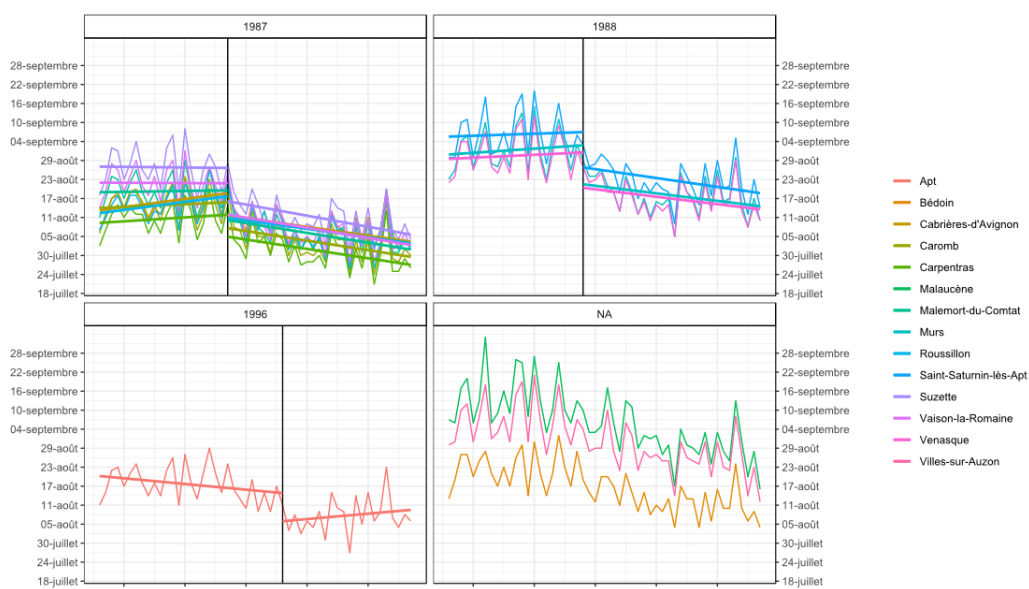 1987
1988
28-septembre
22-septembre
16-septembre
10-septembre
04-septembre
29-août
23-août
17-août
11-août
05-août
30-juillet
24-juillet
18-juillet
28-septembre
22-septembre
16-septembre
10-septembre
04-septembre
29-août
23-août
17-août
11-août
05-août
30-juillet
24-juillet
18-juillet
1996
NA
28-septembre
22-septembre
16-septembre
10-septembre
04-septembre
29-août
23-août
17-août
11-août
05-août
30-juillet
24-juillet
18-juillet
28-septembre
22-septembre
16-septembre
10-septembre
04-septembre
29-août
23-août
17-août
11-août
05-août
30-juillet
24-juillet
18-juillet
Apt
Bédoin
Cabrières-d'Avignon
Caromb
Carpentras
Malaucène
Malemort-du-Comtat
Murs
Roussillon
Saint-Saturnin-lès-Apt
Suzette
Vaison-la-Romaine
Venasque
Villes-sur-Auzon